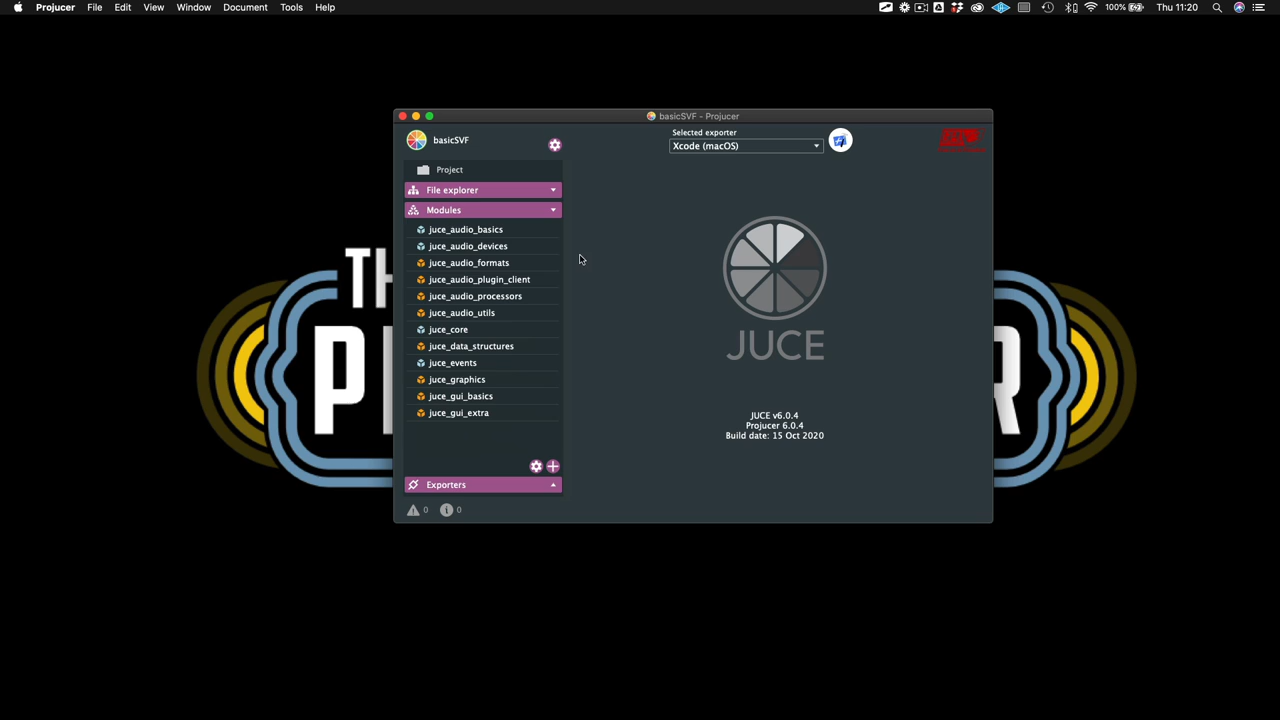 Projucer File Edit View Window Document Tools Help 100% Thu 11:20
basicSVF - Projucer
basicSVF
Selected exporter
Xcode (macOS)
Project
File explorer
Modules
juce_audio_basics
juce_audio_devices
juce_audio_formats
juce_audio_plugin_client
juce_audio_processors
juce_audio_utils
juce_core
juce_data_structures
juce_events
juce_graphics
juce_gui_basics
juce_gui_extra
Exporters
0 0
JUCE
JUCE v6.0.4
Projucer 6.0.4
Build date: 15 Oct 2020
TH
P R